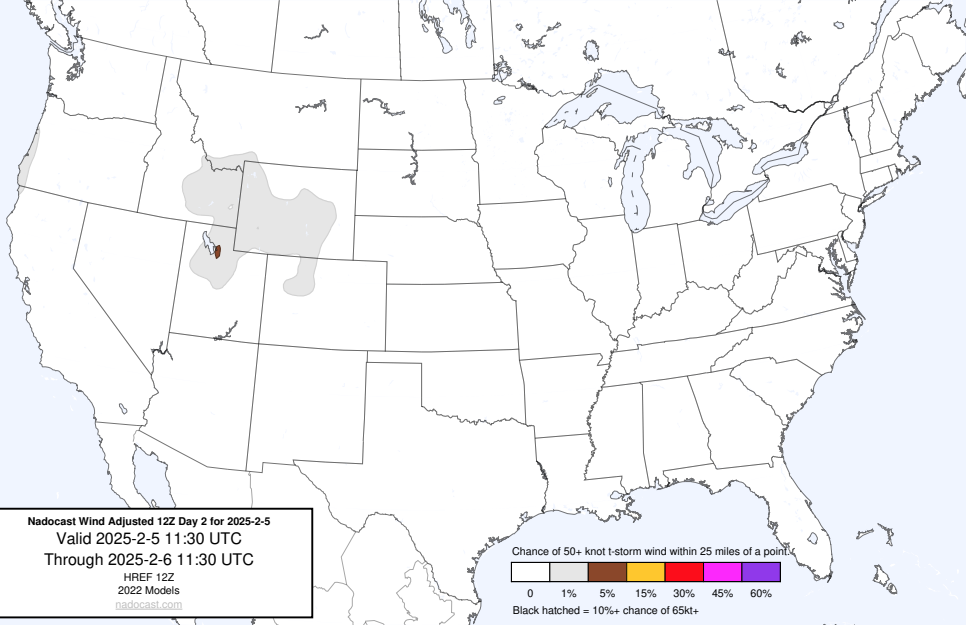 Nadocast Wind Adjusted 12Z Day 2 for 2025-2-5
Valid 2025-2-5 11:30 UTC
Through 2025-2-6 11:30 UTC
HREF 12Z
2022 Models
nadocast.com
Chance of 50+ knot t-storm wind within 25 miles of a point.
0 1% 5% 15% 30% 45% 60%
Black hatched = 10%+ chance of 65kt+